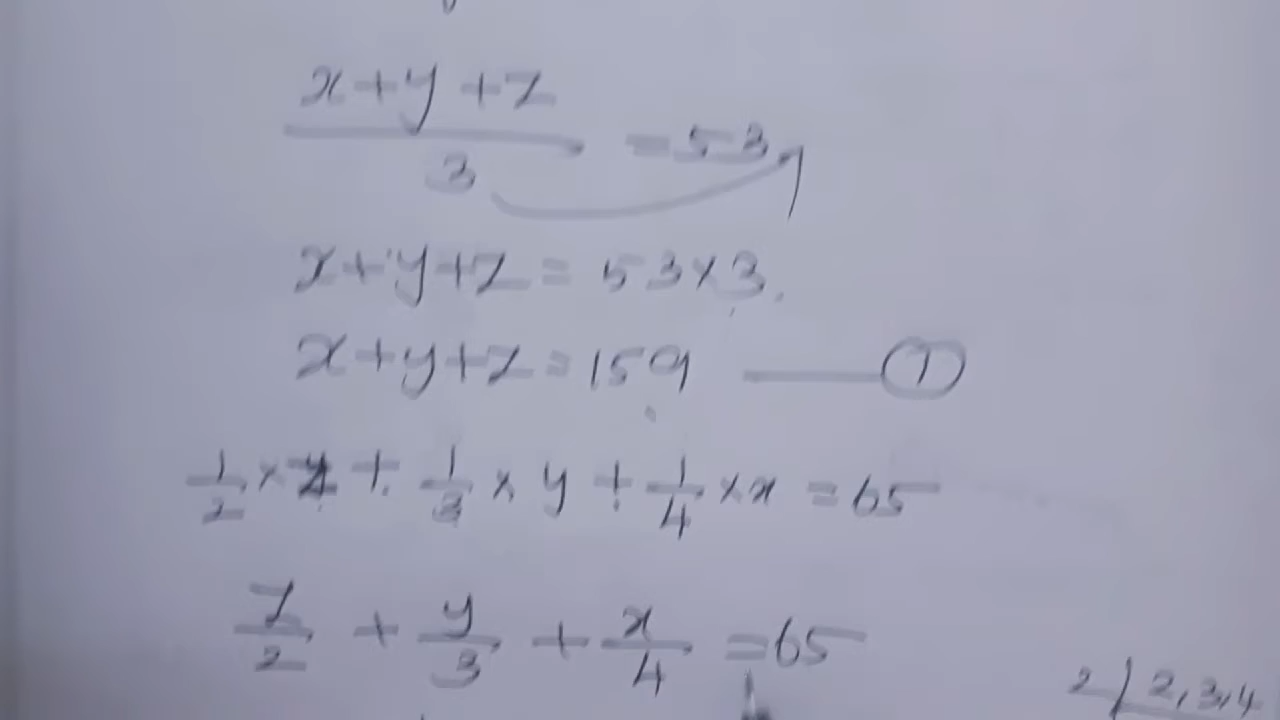 x+y+z
_____ = 53
3
x+y+z = 53×3
x+y+z = 159 —— ①
1/2 × z + 1/3 × y + 1/4 × x = 65
z/2 + y/3 + x/4 = 65
2 | 2, 3, 4